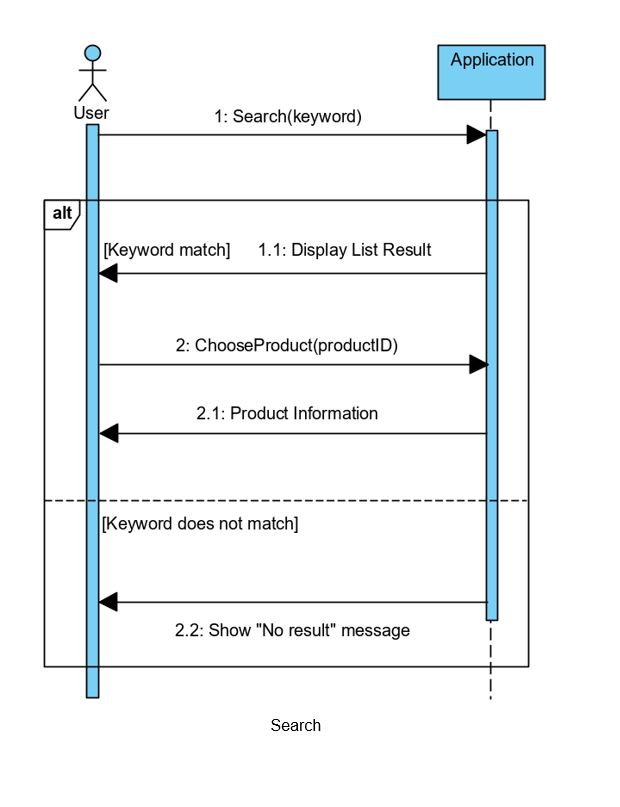 Application
User
1: Search(keyword)
alt
[Keyword match] 1.1: Display List Result
2: ChooseProduct(productID)
2.1: Product Information
[Keyword does not match]
2.2: Show "No result" message
Search